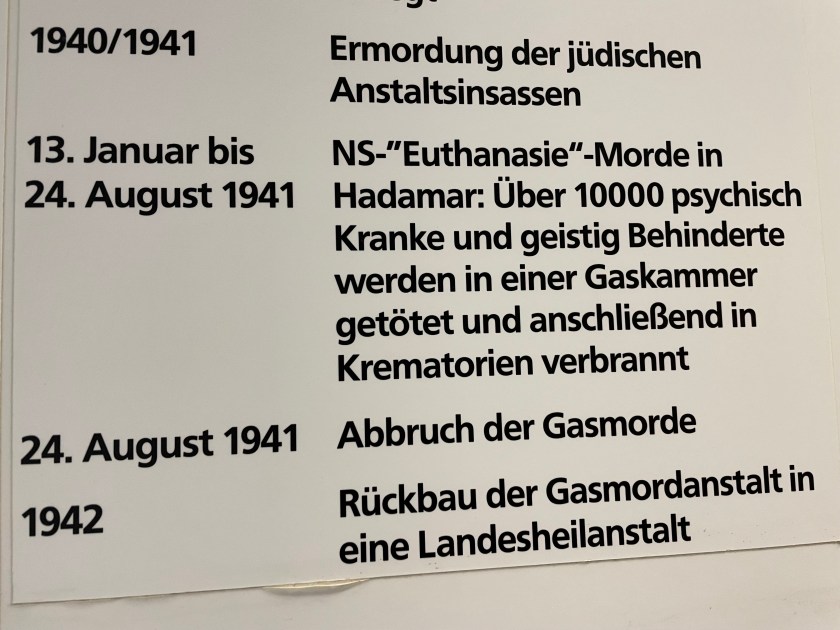 1940/1941 Ermordung der jüdischen
Anstaltsinsassen
13. Januar bis NS-”Euthanasie“-Morde in
24. August 1941 Hadamar: Über 10000 psychisch
Kranke und geistig Behinderte
werden in einer Gaskammer
getötet und anschließend in
Krematorien verbrannt
24. August 1941 Abbruch der Gasmorde
1942 Rückbau der Gasmordanstalt in
eine Landesheilanstalt